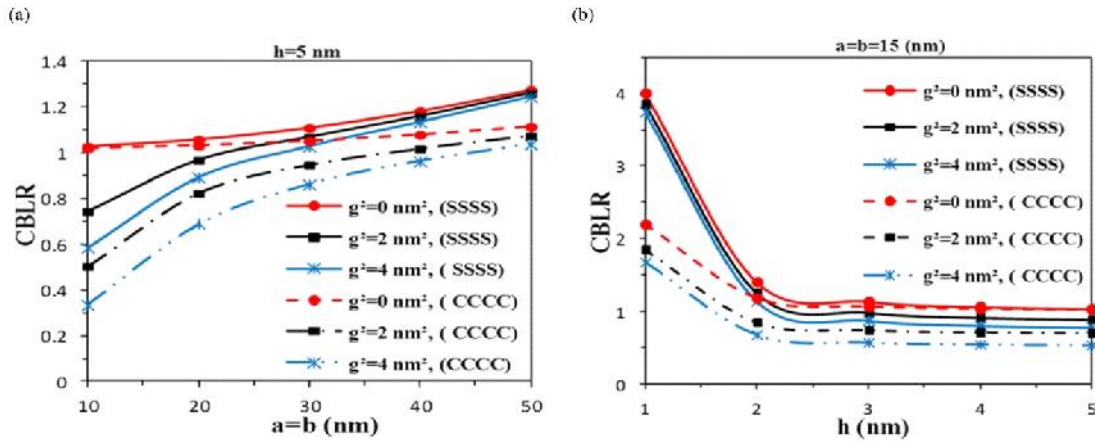 (a)
h=5 nm
CBLR
1.4
1.2
1
0.8
0.6
0.4
0.2
0
g²=0 nm², (SSSS)
g²=2 nm², (SSSS)
g²=4 nm², ( SSSS)
g²=0 nm², ( CCCC)
g²=2 nm², ( CCCC)
g²=4 nm², (CCCC)
10 20 30 40 50
a=b (nm)
(b)
a=b=15 (nm)
CBLR
4
3
2
1
0
g²=0 nm², (SSSS)
g²=2 nm², (SSSS)
g²=4 nm², (SSSS)
g²=0 nm², ( CCCC)
g²=2 nm², ( CCCC)
g²=4 nm², ( CCCC)
1 2 3 4 5
h (nm)